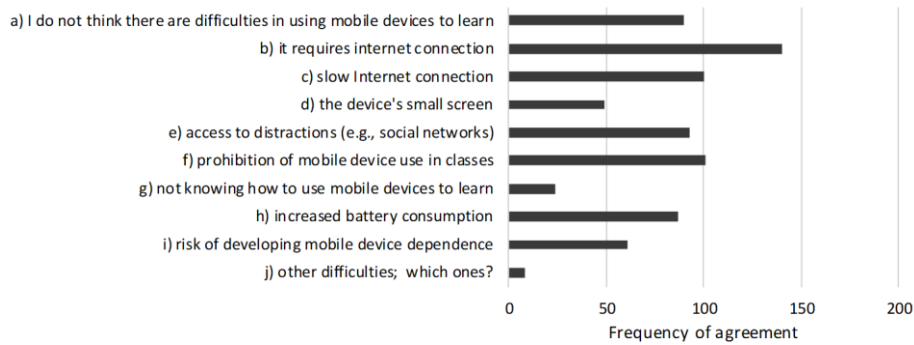 a) I do not think there are difficulties in using mobile devices to learn
b) it requires internet connection
c) slow Internet connection
d) the device's small screen
e) access to distractions (e.g., social networks)
f) prohibition of mobile device use in classes
g) not knowing how to use mobile devices to learn
h) increased battery consumption
i) risk of developing mobile device dependence
j) other difficulties; which ones?
0 50 100 150 200
Frequency of agreement